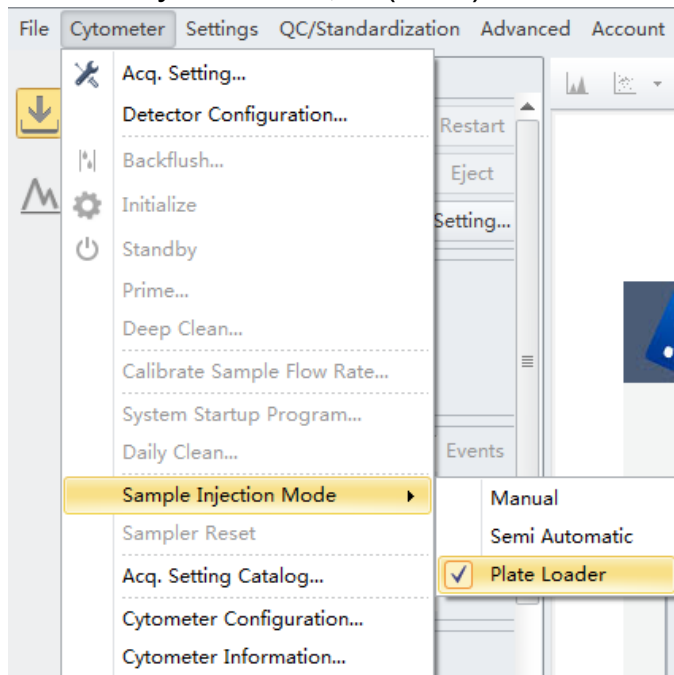 File Cytometer Settings QC/Standardization Advanced Account
Acq. Setting...
Detector Configuration...
Restart
Backflush...
Eject
Initialize
Setting...
Standby
Prime...
Deep Clean...
Calibrate Sample Flow Rate...
System Startup Program...
Daily Clean...
Events
Sample Injection Mode
Manual
Sampler Reset
Semi Automatic
Acq. Setting Catalog...
Plate Loader
Cytometer Configuration...
Cytometer Information...